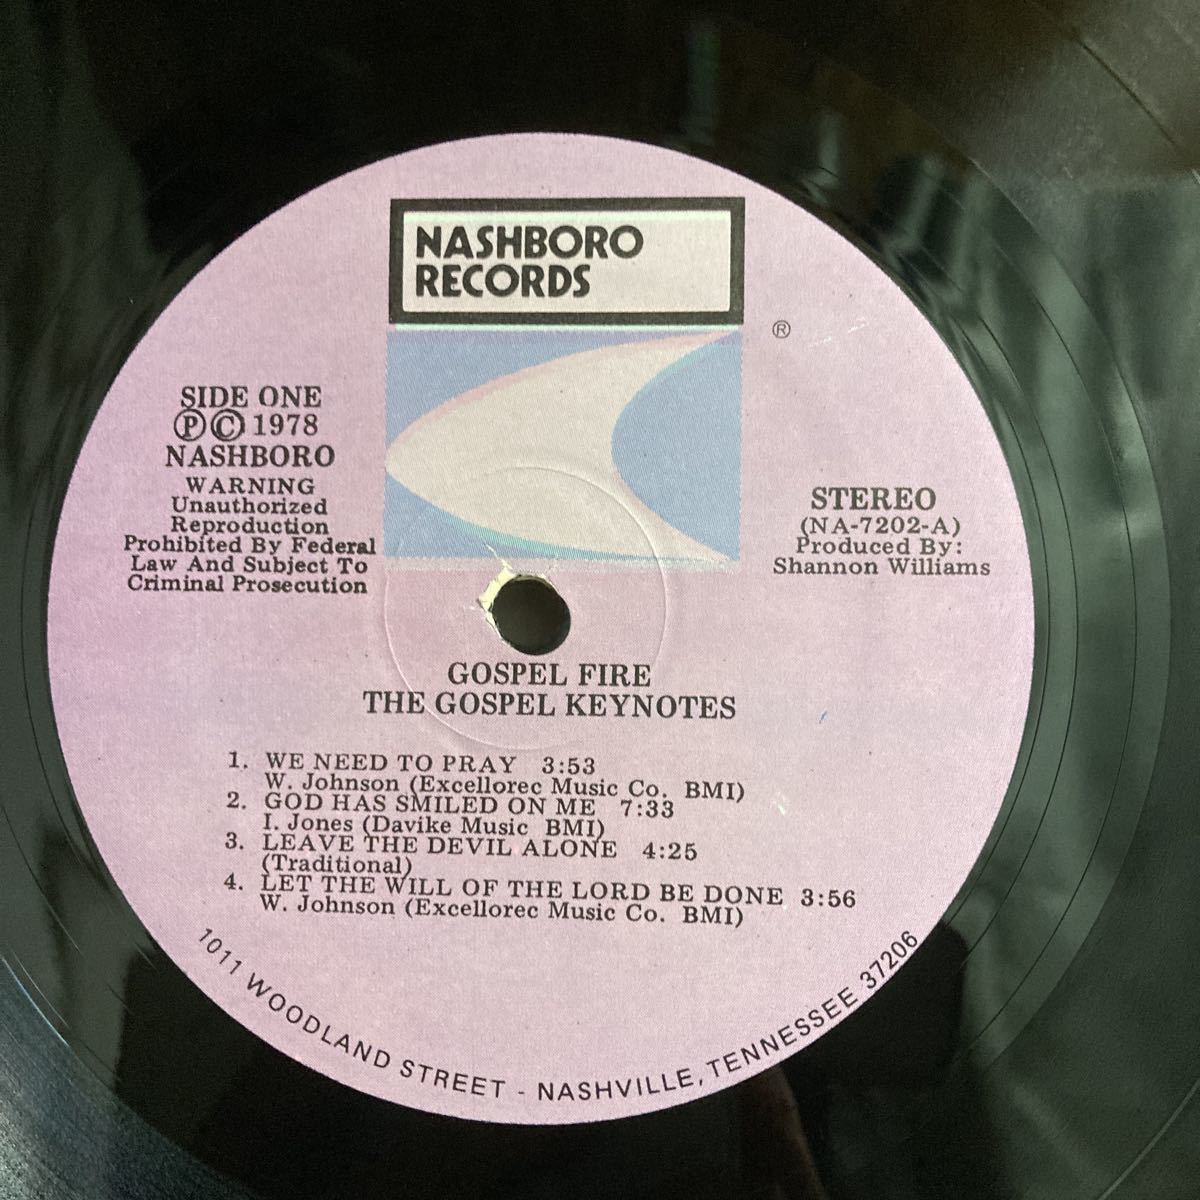 NASHBORO
RECORDS
®
SIDE ONE
Ⓟ © 1978
NASHBORO
WARNING
Unauthorized
Reproduction
Prohibited By Federal
Law And Subject To
Criminal Prosecution
STEREO
(NA-7202-A)
Produced By:
Shannon Williams
GOSPEL FIRE
THE GOSPEL KEYNOTES
1. WE NEED TO PRAY 3:53
W. Johnson (Excellorec Music Co. BMI)
2. GOD HAS SMILED ON ME 7:33
I. Jones (Davike Music BMI)
3. LEAVE THE DEVIL ALONE 4:25
(Traditional)
4. LET THE WILL OF THE LORD BE DONE 3:56
W. Johnson (Excellorec Music Co. BMI)
1011 WOODLAND STREET - NASHVILLE, TENNESSEE 37206